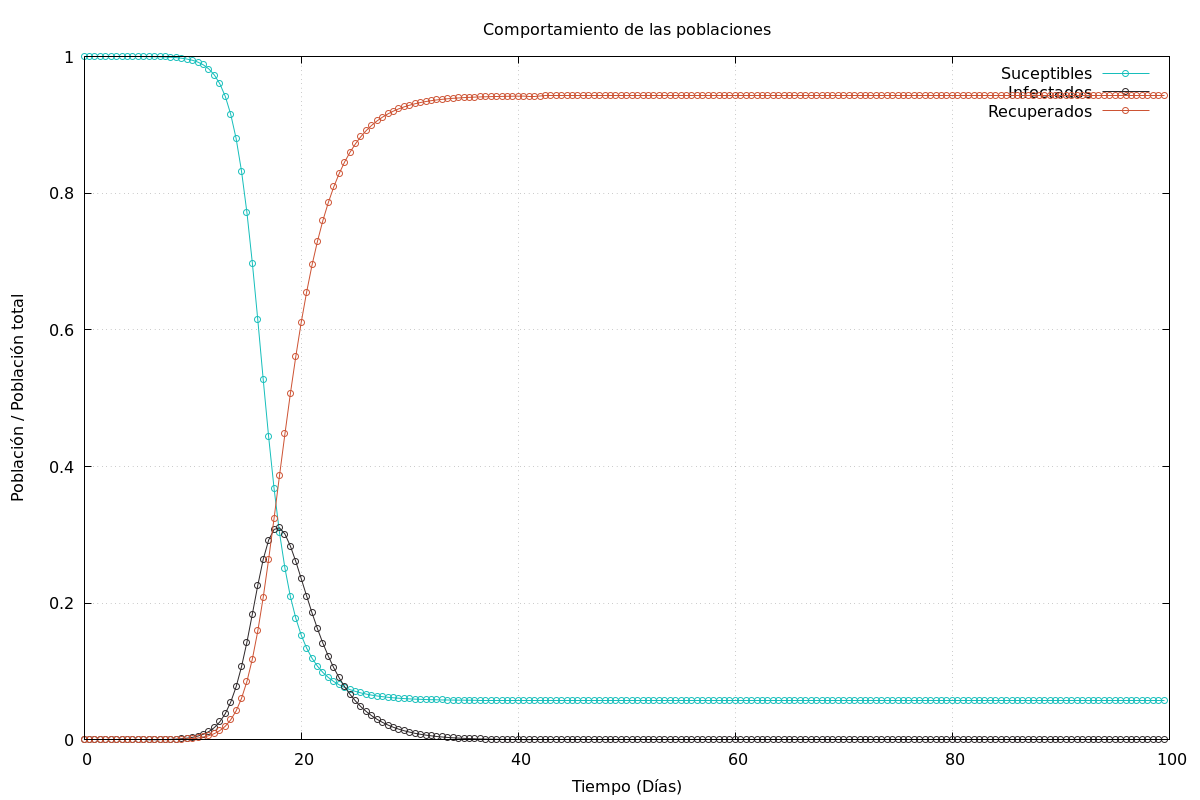 Comportamiento de las poblaciones
Suceptibles
Infectados
Recuperados
1
0.8
0.6
0.4
0.2
0
0 20 40 60 80 100
Población / Población total
Tiempo (Días)